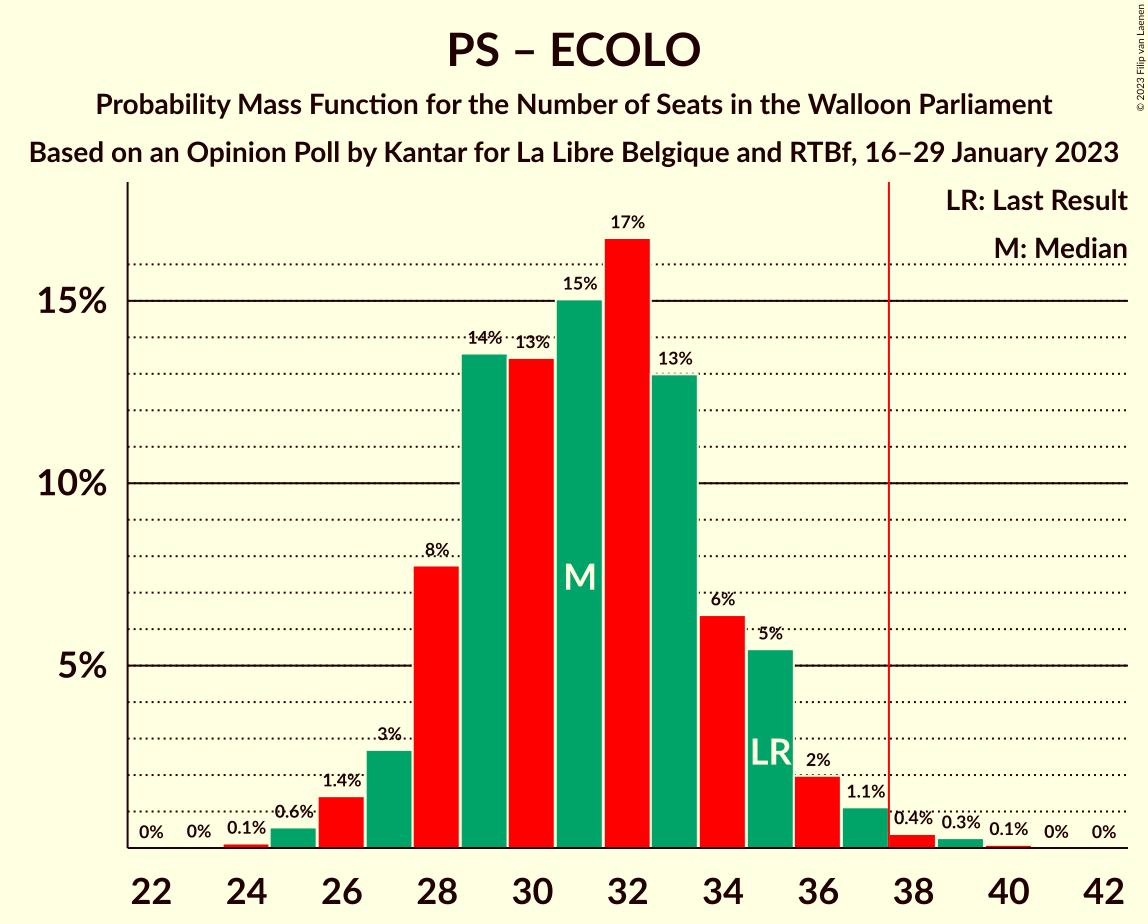 PS – ECOLO
Probability Mass Function for the Number of Seats in the Walloon Parliament
Based on an Opinion Poll by Kantar for La Libre Belgique and RTBf, 16–29 January 2023
© 2023 Filip van Laenen
LR: Last Result
M: Median
15%
10%
5%
0%
0%
0.1%
0.6%
1.4%
3%
8%
14%
13%
15%
17%
13%
6%
5%
2%
1.1%
0.4%
0.3%
0.1%
0%
0%
M
LR
22 24 26 28 30 32 34 36 38 40 42